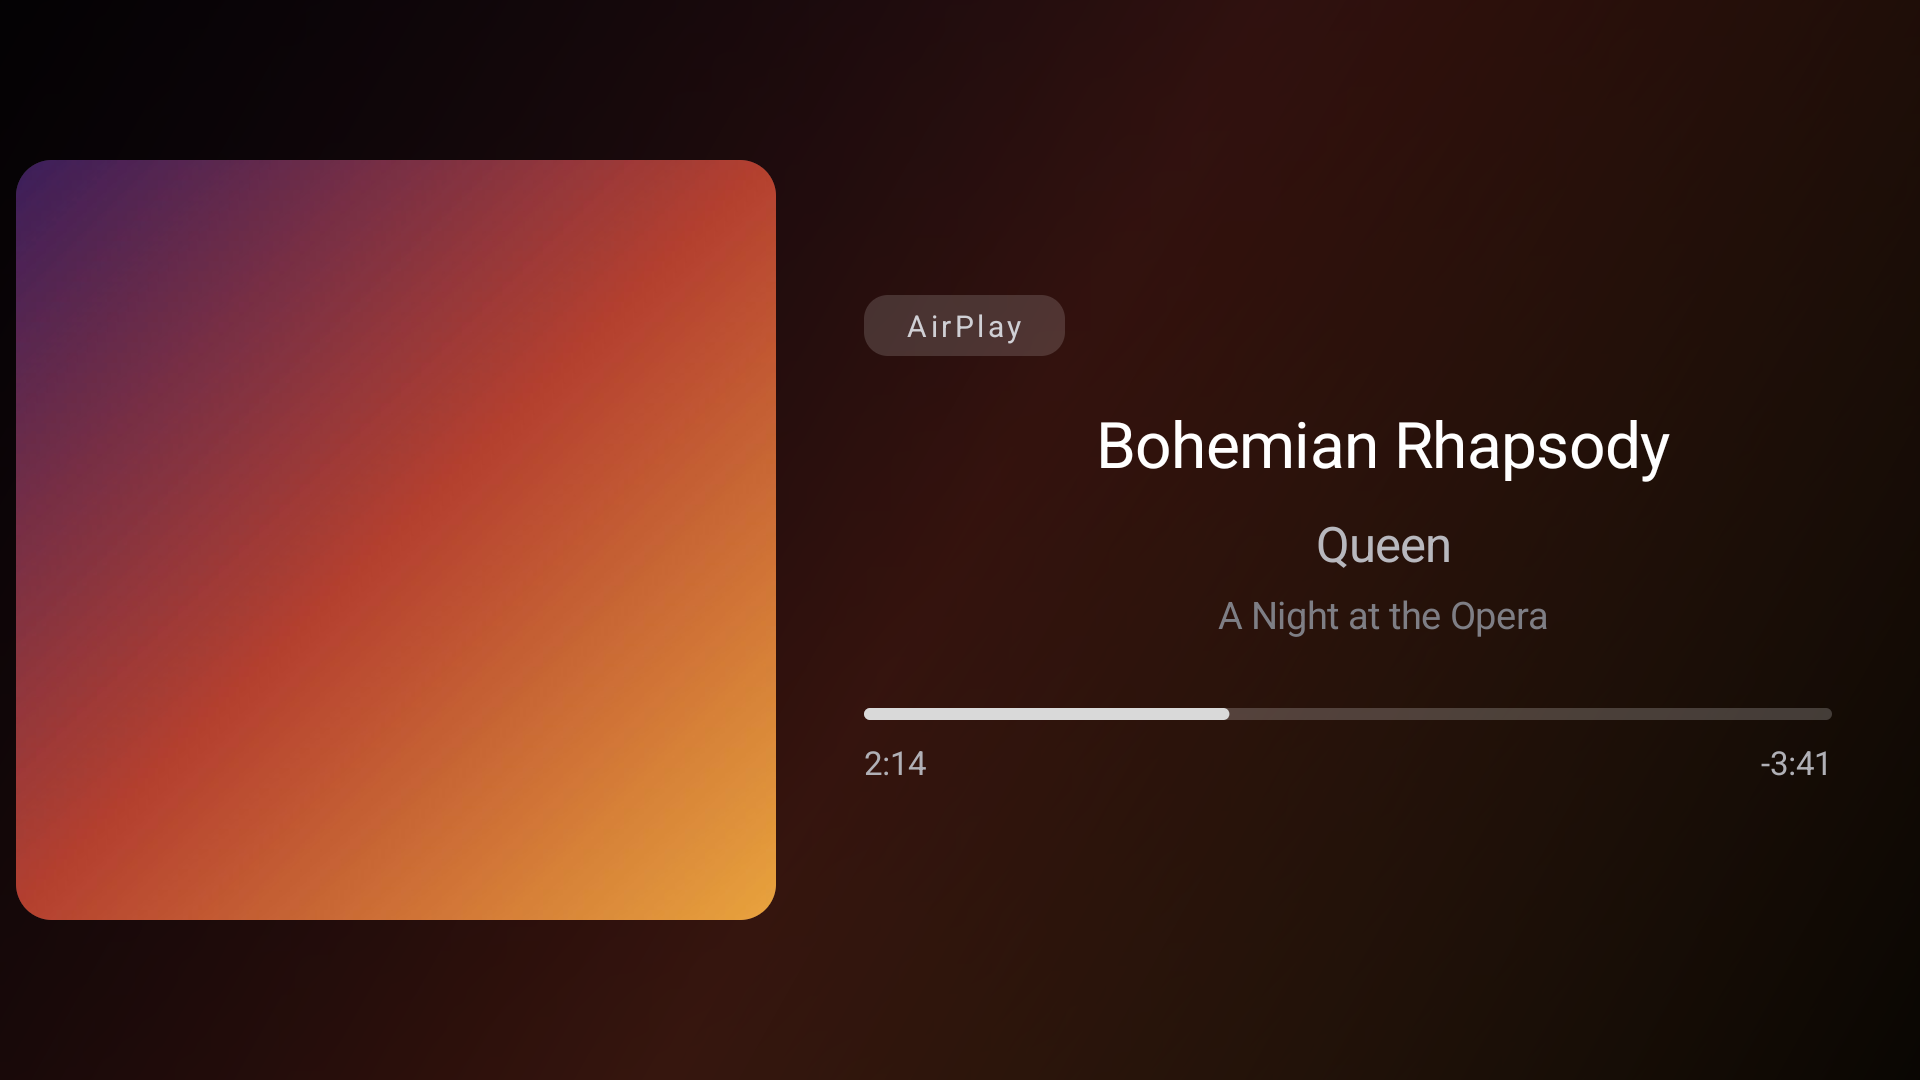 AirPlay
Bohemian Rhapsody
Queen
A Night at the Opera
2:14
-3:41